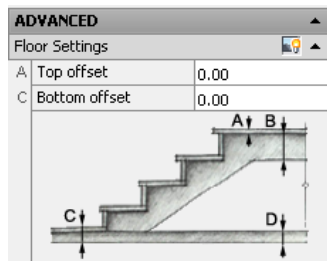 ADVANCED
Floor Settings
A Top offset 0.00
C Bottom offset 0.00
A B
C D